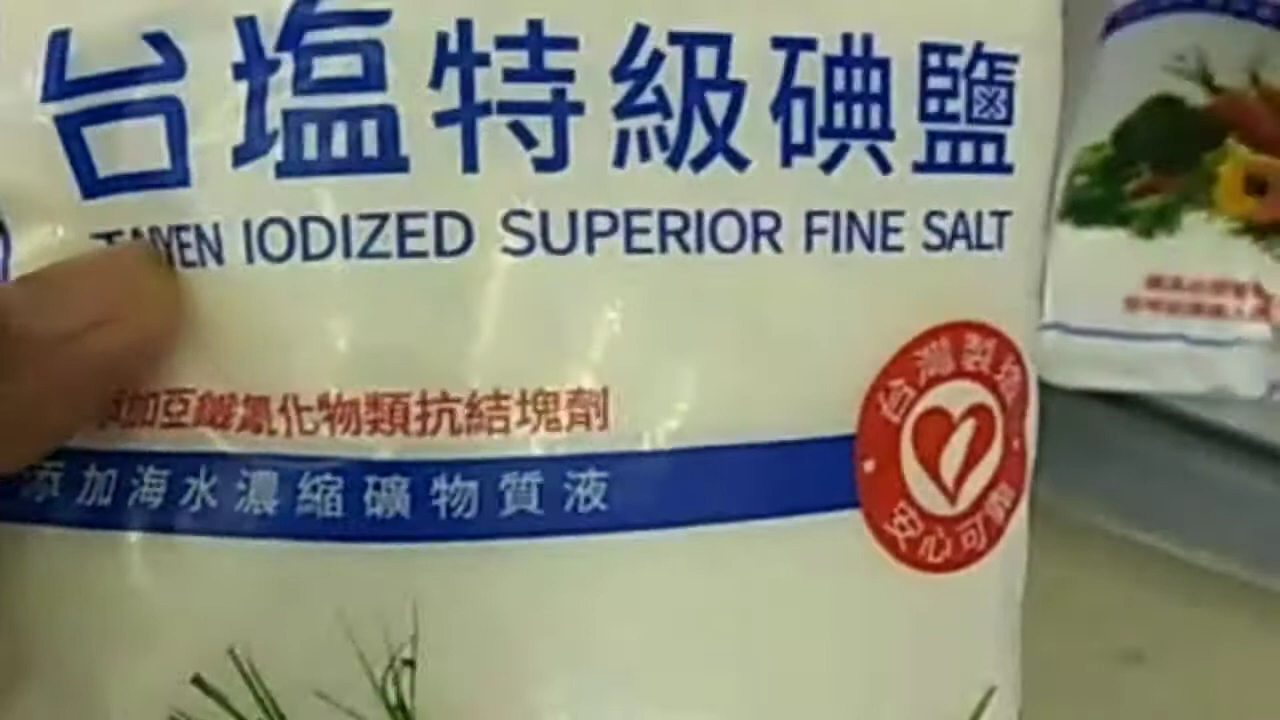 台塩特級碘鹽
TAIYEN IODIZED SUPERIOR FINE SALT
加亞鐵氰化物類抗結塊劑
添加海水濃縮礦物質液
台灣製造
安心可靠